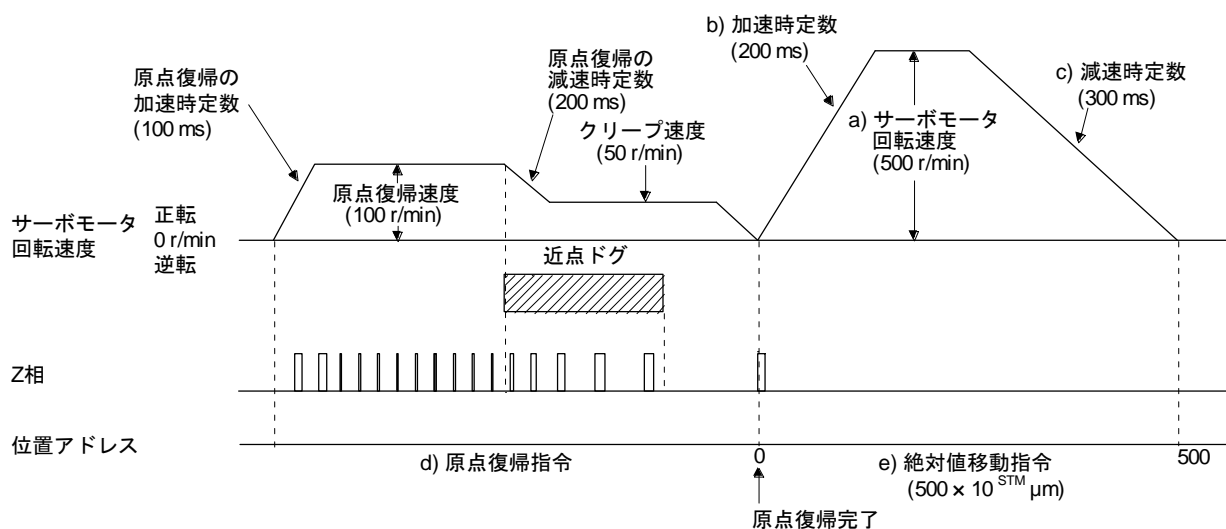 b) 加速時定数
(200 ms)
原点復帰の
減速時定数
(200 ms)
原点復帰の
加速時定数
(100 ms)
c) 減速時定数
(300 ms)
クリープ速度
(50 r/min)
a) サーボモータ
回転速度
(500 r/min)
原点復帰速度
(100 r/min)
サーボモータ
回転速度
正転
0 r/min
逆転
近点ドグ
Z相
位置アドレス
d) 原点復帰指令
0
e) 絶対値移動指令
(500 × 10 STM μm)
500
原点復帰完了